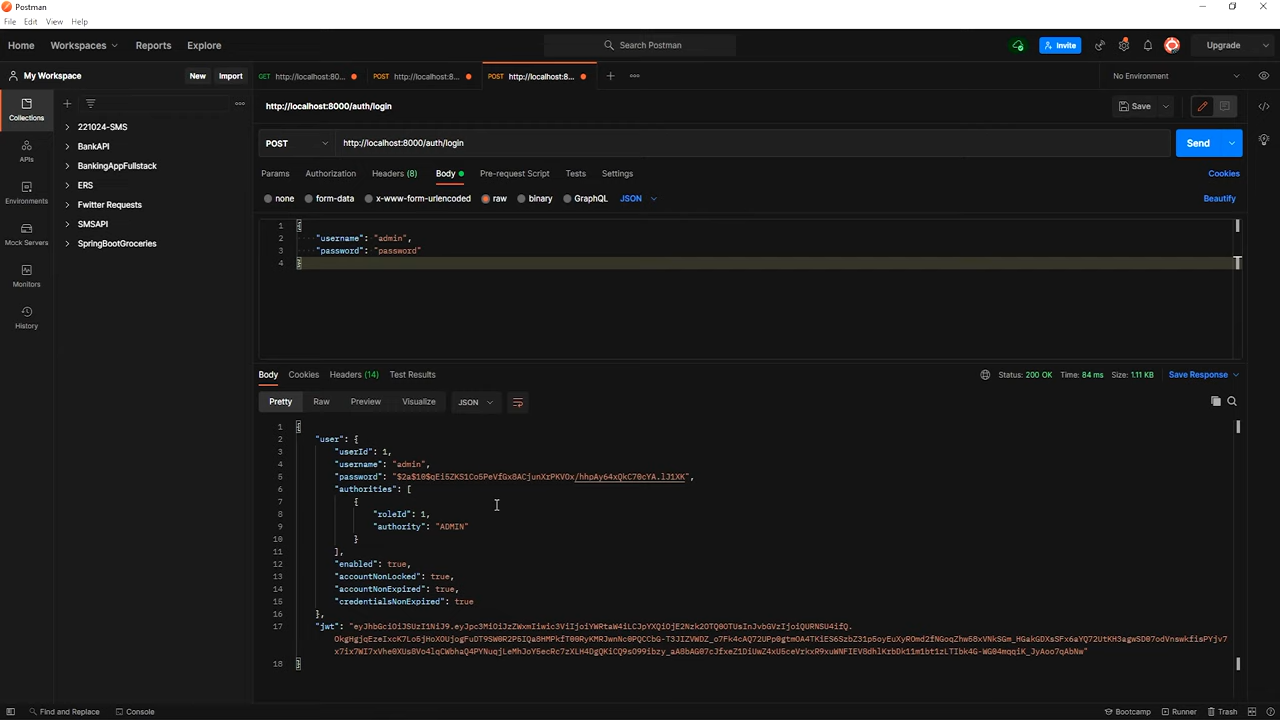 Postman
File Edit View Help
Home Workspaces Reports Explore Search Postman Invite Upgrade
My Workspace New Import GET http://localhost:80... POST http://localhost:8... POST http://localhost:8... No Environment
Collections
APIs
Environments
Mock Servers
Monitors
History
221024-SMS
BankAPI
BankingAppFullstack
ERS
Fwitter Requests
SMSAPI
SpringBootGroceries
http://localhost:8000/auth/login Save
POST http://localhost:8000/auth/login Send
Params Authorization Headers (8) Body Pre-request Script Tests Settings Cookies
none form-data x-www-form-urlencoded raw binary GraphQL JSON Beautify
1 {
2 "username": "admin",
3 "password": "password"
4 }
Body Cookies Headers (14) Test Results Status: 200 OK Time: 84 ms Size: 1.11 KB Save Response
Pretty Raw Preview Visualize JSON
1 {
2 "user": {
3 "userId": 1,
4 "username": "admin",
5 "password":
6 "authorities": [
7 {
8 "roleId": 1,
9 "authority": "ADMIN"
10 }
11 ],
12 "enabled": true,
13 "accountNonLocked": true,
14 "accountNonExpired": true,
15 "credentialsNonExpired": true
16 },
17 "jwt":
18 }
Find and Replace Console Bootcamp Runner Trash